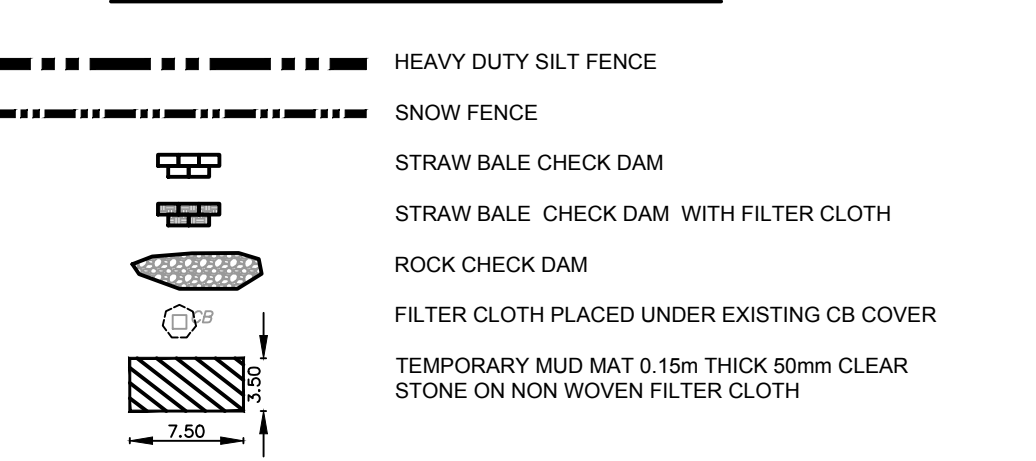 HEAVY DUTY SILT FENCE
SNOW FENCE
STRAW BALE CHECK DAM
STRAW BALE CHECK DAM WITH FILTER CLOTH
ROCK CHECK DAM
CB
FILTER CLOTH PLACED UNDER EXISTING CB COVER
TEMPORARY MUD MAT 0.15m THICK 50mm CLEAR
STONE ON NON WOVEN FILTER CLOTH
3.50
7.50